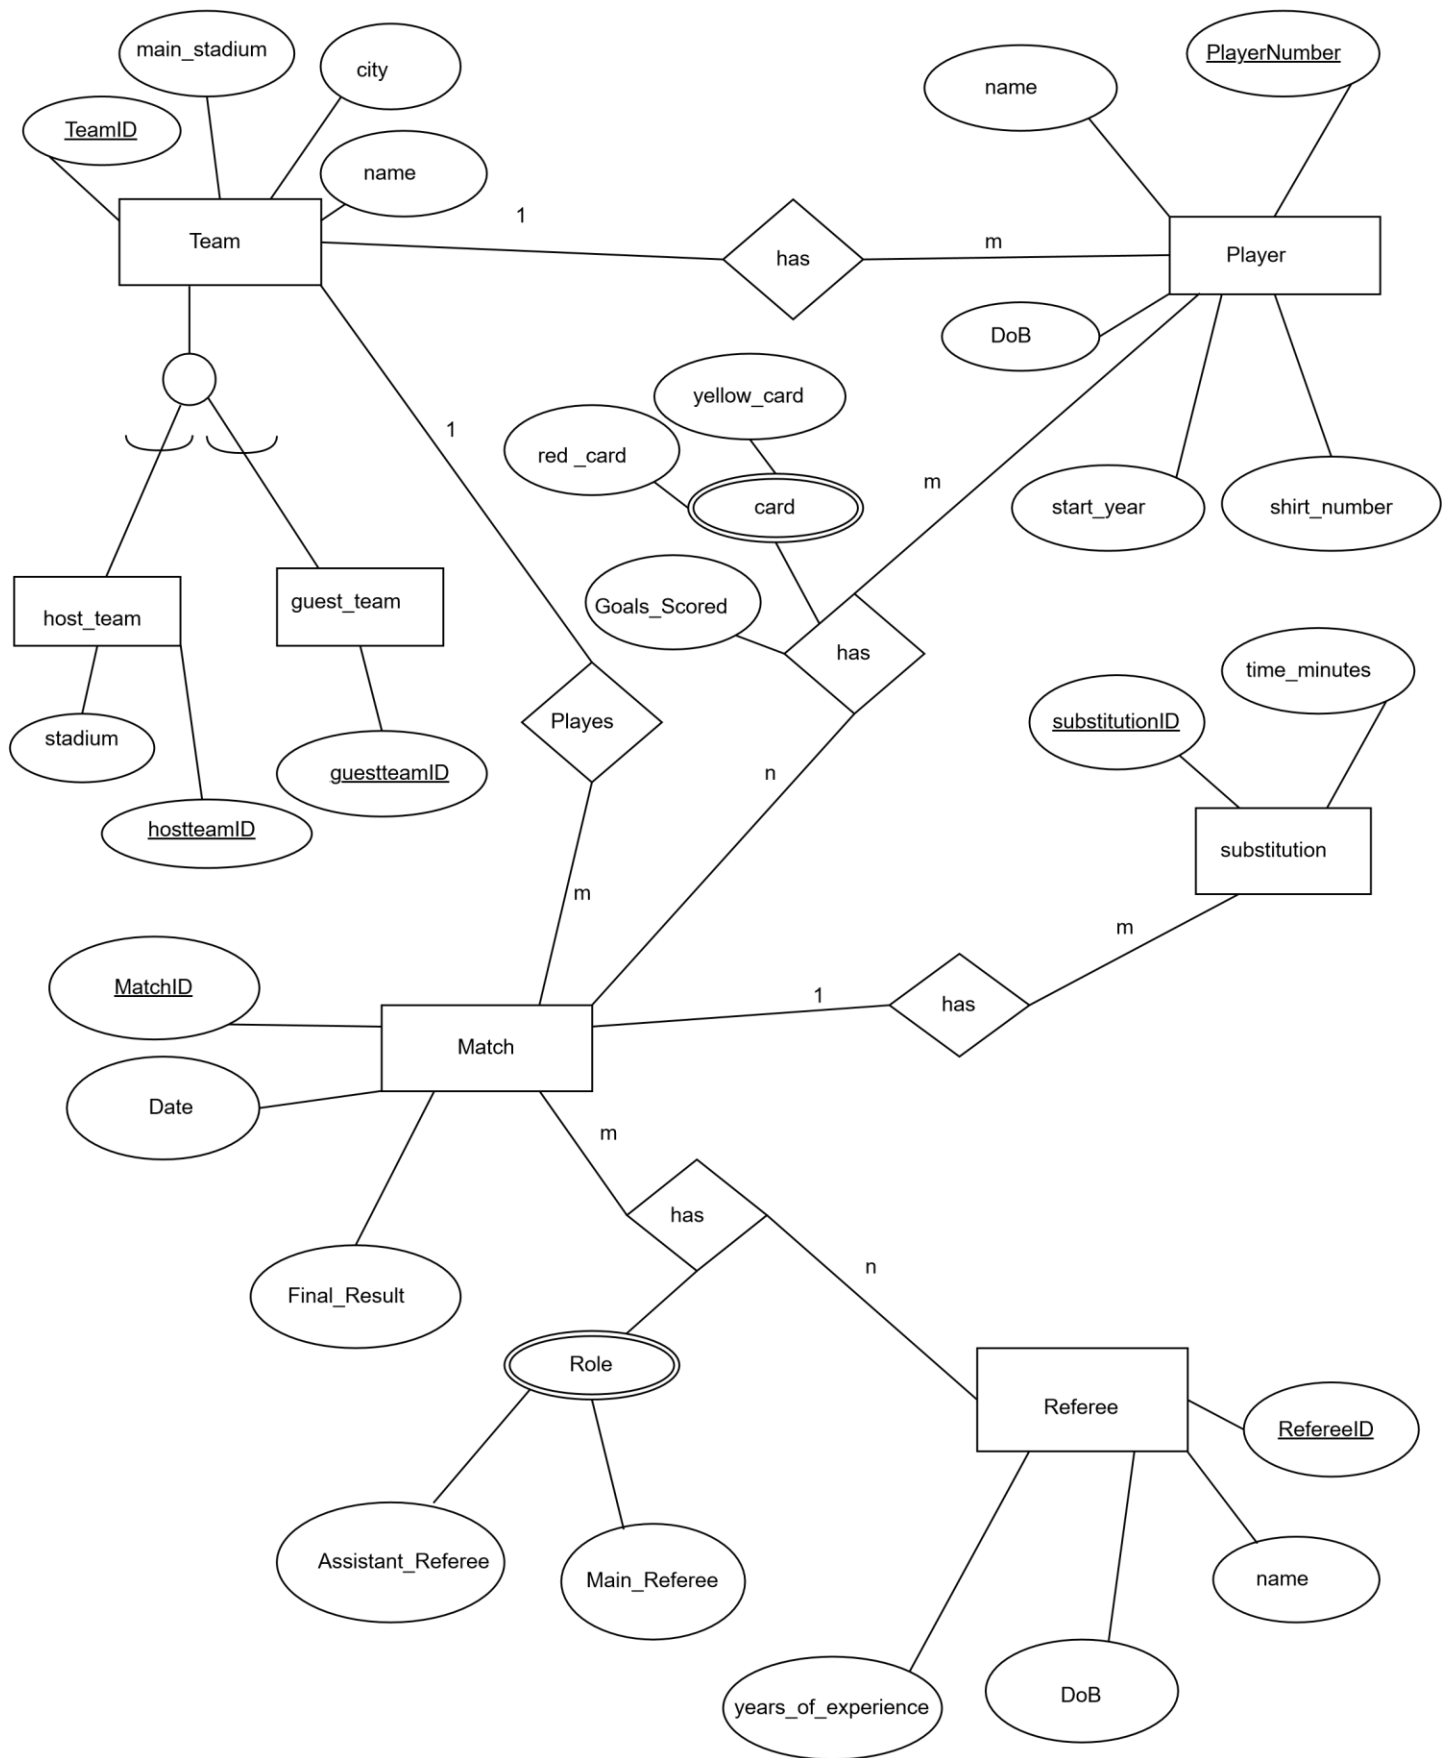 main_stadium
city
TeamID
name
Team
1
has
m
name
PlayerNumber
Player
DoB
start_year
shirt_number
yellow_card
red _card
card
Goals_Scored
has
m
n
1
Playes
m
host_team
guest_team
stadium
hostteamID
guestteamID
time_minutes
substitutionID
substitution
m
has
1
MatchID
Date
Match
Final_Result
m
has
n
Role
Assistant_Referee
Main_Referee
Referee
RefereeID
name
DoB
years_of_experience